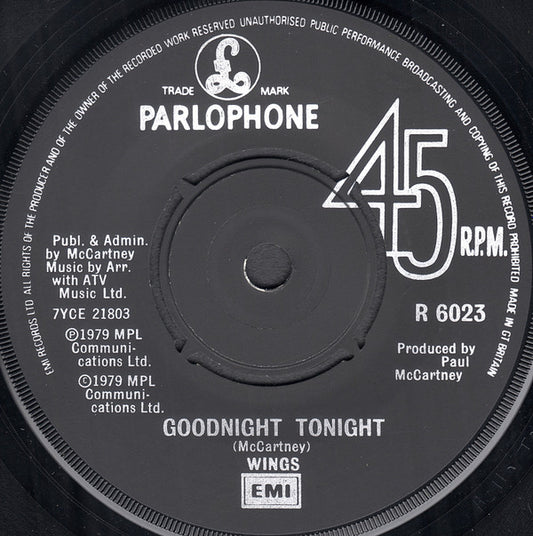 EMI RECORDS LTD ALL RIGHTS OF THE PRODUCER AND OF THE OWNER OF THE RECORDED WORK RESERVED UNAUTHORISED PUBLIC PERFORMANCE BROADCASTING AND COPYING OF THIS RECORD PROHIBITED MADE IN GT BRITAIN
£
TRADE MARK
PARLOPHONE
45 R.P.M.
Publ. & Admin.
by McCartney
Music by Arr.
with ATV
Music Ltd.
7YCE 21803
℗1979 MPL
Communi-
cations Ltd.
©1979 MPL
Communi-
cations Ltd.
R 6023
Produced by
Paul
McCartney
GOODNIGHT TONIGHT
(McCartney)
WINGS
EMI